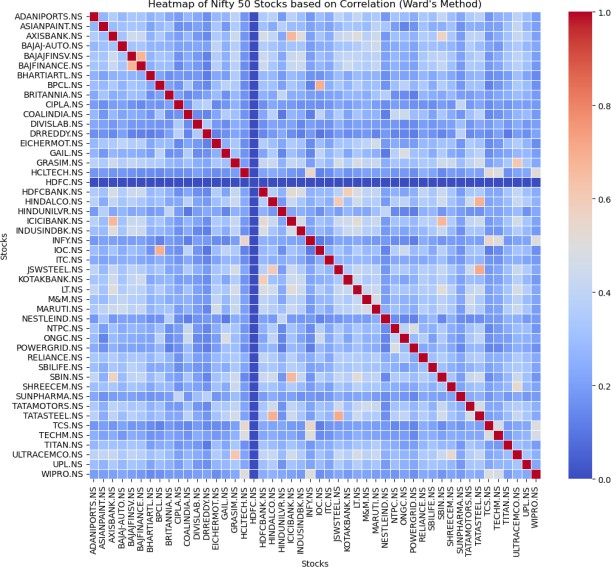 Heatmap of Nifty 50 Stocks based on Correlation (Ward's Method)
ADANIPORTS.NS
ASIANPAINT.NS
AXISBANK.NS
BAJAJ-AUTO.NS
BAJAJFINSV.NS
BAJFINANCE.NS
BHARTIARTL.NS
BPCL.NS
BRITANNIA.NS
CIPLA.NS
COALINDIA.NS
DIVISLAB.NS
DRREDDY.NS
EICHERMOT.NS
GAIL.NS
GRASIM.NS
HCLTECH.NS
HDFC.NS
HDFCBANK.NS
HINDALCO.NS
HINDUNILVR.NS
ICICIBANK.NS
INDUSINDBK.NS
INFY.NS
IOC.NS
ITC.NS
JSWSTEEL.NS
KOTAKBANK.NS
LT.NS
M&M.NS
MARUTI.NS
NESTLEIND.NS
NTPC.NS
ONGC.NS
POWERGRID.NS
RELIANCE.NS
SBILIFE.NS
SBIN.NS
SHREECEM.NS
SUNPHARMA.NS
TATAMOTORS.NS
TATASTEEL.NS
TCS.NS
TECHM.NS
TITAN.NS
ULTRACEMCO.NS
UPL.NS
WIPRO.NS
Stocks
ADANIPORTS.NS
ASIANPAINT.NS
AXISBANK.NS
BAJAJ-AUTO.NS
BAJAJFINSV.NS
BAJFINANCE.NS
BHARTIARTL.NS
BPCL.NS
BRITANNIA.NS
CIPLA.NS
COALINDIA.NS
DIVISLAB.NS
DRREDDY.NS
EICHERMOT.NS
GAIL.NS
GRASIM.NS
HCLTECH.NS
HDFC.NS
HDFCBANK.NS
HINDALCO.NS
HINDUNILVR.NS
ICICIBANK.NS
INDUSINDBK.NS
INFY.NS
IOC.NS
ITC.NS
JSWSTEEL.NS
KOTAKBANK.NS
LT.NS
M&M.NS
MARUTI.NS
NESTLEIND.NS
NTPC.NS
ONGC.NS
POWERGRID.NS
RELIANCE.NS
SBILIFE.NS
SBIN.NS
SHREECEM.NS
SUNPHARMA.NS
TATAMOTORS.NS
TATASTEEL.NS
TCS.NS
TECHM.NS
TITAN.NS
ULTRACEMCO.NS
UPL.NS
WIPRO.NS
Stocks
1.0
0.8
0.6
0.4
0.2
0.0